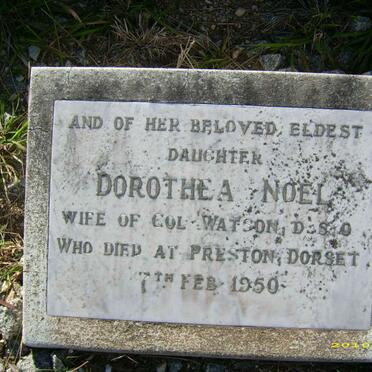 AND OF HER BELOVED ELDEST
DAUGHTER
DOROTHEA NOEL
WIFE OF COL WATSON, D.S.O
WHO DIED AT PRESTON, DORSET
7TH FEB 1950
2010